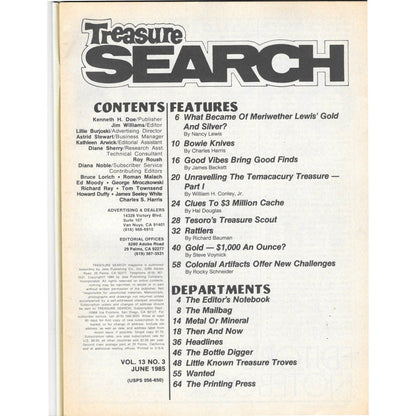 Treasure
SEARCH
CONTENTS
Kenneth H. Doe/Publisher
Jim Williams/Editor
Lillie Burjoski/Advertising Director
Astrid Stewart/Business Manager
Kathleen Arwick/Editorial Assistant
Diane Sherry/Research Asst.
Technical Consultant
Roy Roush
Diana Noble/Subscriber Service
Contributing Editors
Bruce Lorich • Roman Malach
Ed Moody • George Mroczkowski
Richard Ray • Tom Townsend
Howard Duffy • James Seeley White
Charles S. Harris
ADVERTISING & DEALERS
14329 Victory Blvd.
Suite 107
Van Nuys, CA 91401
EDITORIAL OFFICES
6280 Adobe Road
29 Palms, CA 92277
(619) 367-3531
VOL. 13 NO. 3
JUNE 1985
(USPS 056-650)
FEATURES
6 What Became Of Meriwether Lewis' Gold
And Silver?
By Nancy Lewis
10 Bowie Knives
By Charles Harris
16 Good Vibes Bring Good Finds
By James Beckett
20 Unravelling The Temacacury Treasure —
Part I
By William H. Conley, Jr.
24 Clues To $3 Million Cache
By Hal Douglas
28 Tesoro's Treasure Scout
32 Rattlers
By Richard Bauman
40 Gold — $1,000 An Ounce?
By Steve Voynick
58 Colonial Artifacts Offer New Challenges
By Rocky Schneider
DEPARTMENTS
4 The Editor's Notebook
8 The Mailbag
14 Metal Or Mineral
18 Then And Now
36 Headlines
46 The Bottle Digger
48 Little Known Treasure Troves
55 Wanted
64 The Printing Press